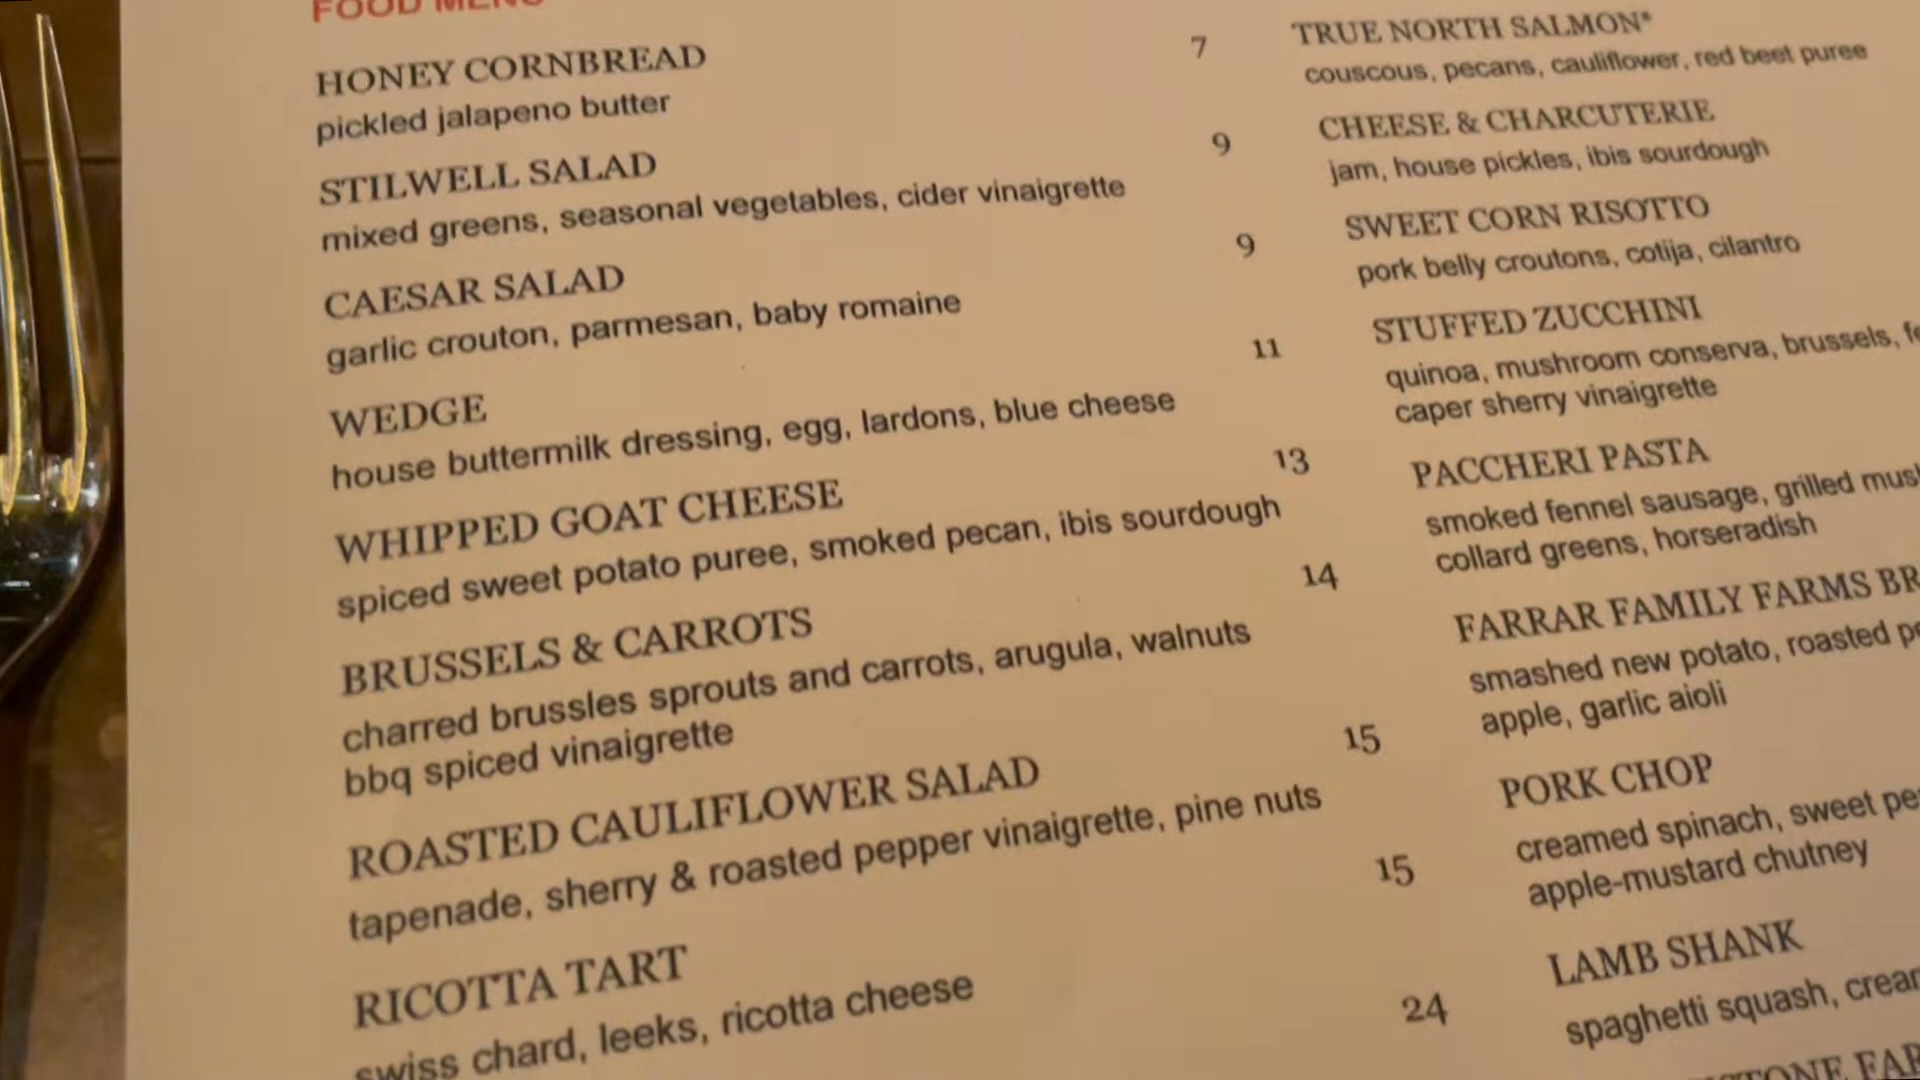 FOOD MENU
HONEY CORNBREAD 7
pickled jalapeno butter
STILWELL SALAD 9
mixed greens, seasonal vegetables, cider vinaigrette
CAESAR SALAD 9
garlic crouton, parmesan, baby romaine
WEDGE 11
house buttermilk dressing, egg, lardons, blue cheese
WHIPPED GOAT CHEESE 13
spiced sweet potato puree, smoked pecan, ibis sourdough
BRUSSELS & CARROTS 14
charred brussles sprouts and carrots, arugula, walnuts
bbq spiced vinaigrette
ROASTED CAULIFLOWER SALAD 15
tapenade, sherry & roasted pepper vinaigrette, pine nuts
RICOTTA TART 15
swiss chard, leeks, ricotta cheese
24
TRUE NORTH SALMON*
couscous, pecans, cauliflower, red beet puree
CHEESE & CHARCUTERIE
jam, house pickles, ibis sourdough
SWEET CORN RISOTTO
pork belly croutons, cotija, cilantro
STUFFED ZUCCHINI
quinoa, mushroom conserva, brussels,
caper sherry vinaigrette
PACCHERI PASTA
smoked fennel sausage, grilled
collard greens, horseradish
FARRAR FAMILY FARMS
smashed new potato, roasted
apple, garlic aioli
PORK CHOP
creamed spinach, sweet
apple-mustard chutney
LAMB SHANK
spaghetti squash,